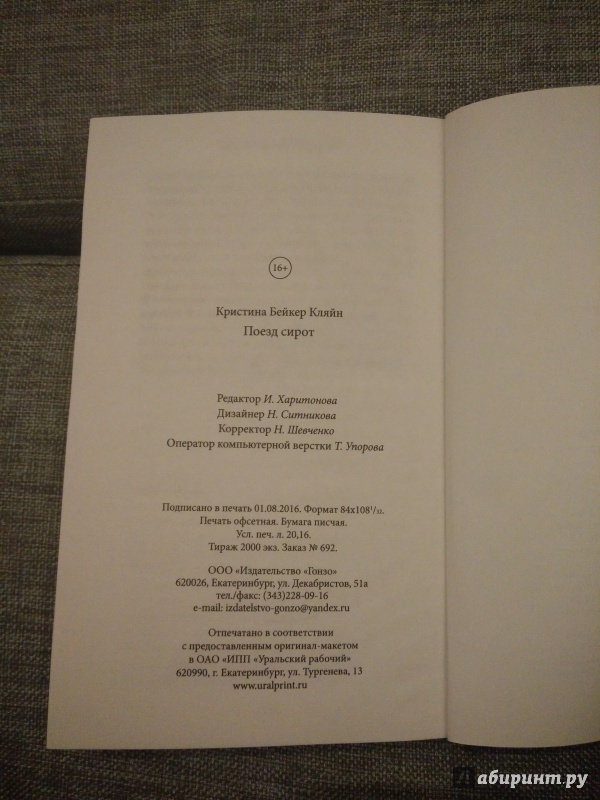 16+
Кристина Бейкер Кляйн
Поезд сирот
Редактор И. Харитонова
Дизайнер Н. Ситникова
Корректор Н. Шевченко
Оператор компьютерной верстки Т. Упорова
Подписано в печать 01.08.2016. Формат 84х108¹/₃₂.
Печать офсетная. Бумага писчая.
Усл. печ. л. 20,16.
Тираж 2000 экз. Заказ № 692.
ООО «Издательство «Гонзо»
620026, Екатеринбург, ул. Декабристов, 51а
тел./факс: (343)228-09-16
e-mail: izdatelstvo-gonzo@yandex.ru
Отпечатано в соответствии
с предоставленным оригинал-макетом
в ОАО «ИПП «Уральский рабочий»
620990, г. Екатеринбург, ул. Тургенева, 13
www.uralprint.ru
абиринт.ру